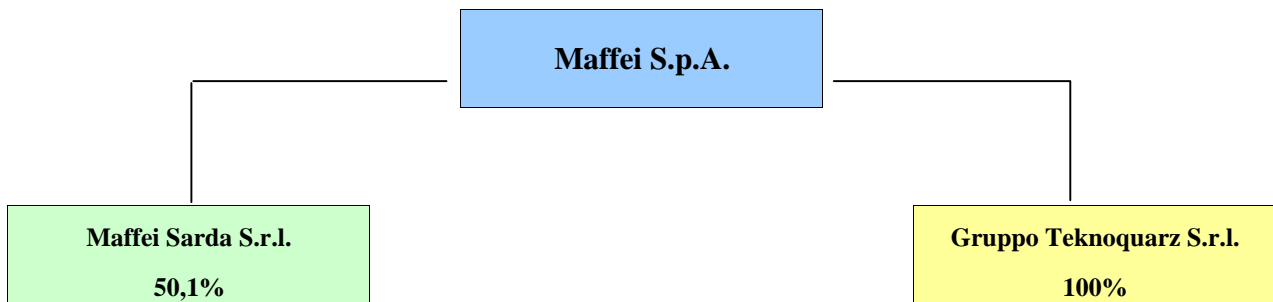 Maffei S.p.A.
Maffei Sarda S.r.l.
50,1%
Gruppo Teknoquarz S.r.l.
100%